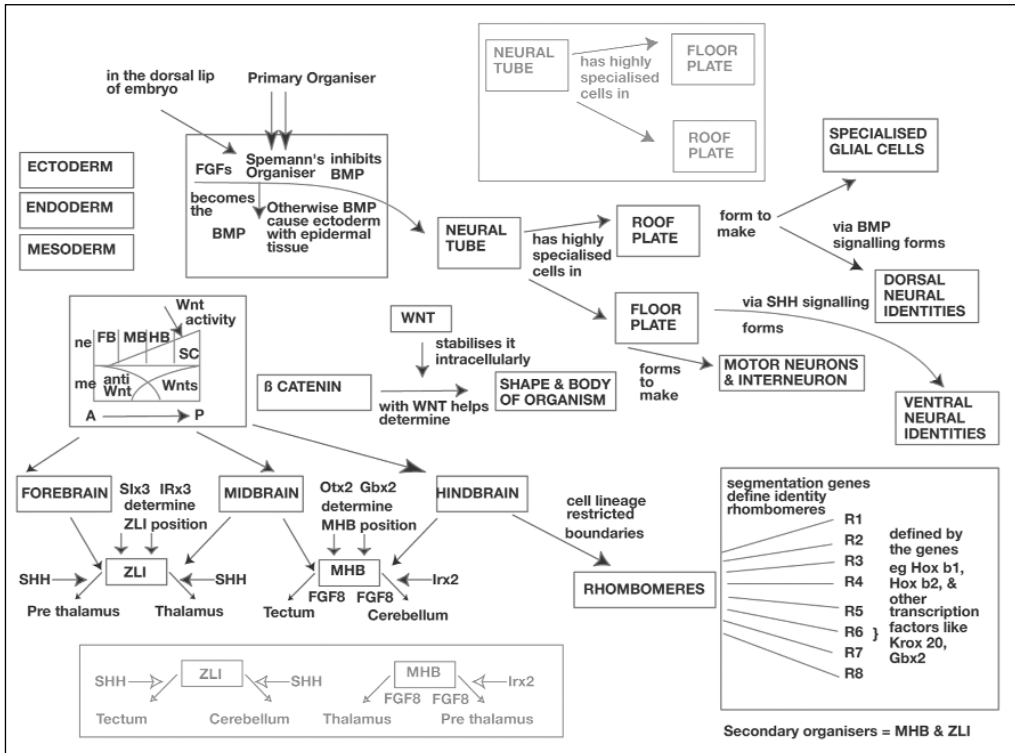 NEURAL
TUBE
has highly
specialised
cells in
FLOOR
PLATE
ROOF
PLATE
in the dorsal lip
of embryo
Primary Organiser
ECTODERM
ENDODERM
MESODERM
FGFs
Spemann's
Organiser
inhibits
BMP
becomes
the
BMP
Otherwise BMP
cause ectoderm
with epidermal
tissue
NEURAL
TUBE
has highly
specialised
cells in
ROOF
PLATE
form to
make
SPECIALISED
GLIAL CELLS
via BMP
signalling forms
DORSAL
NEURAL
IDENTITIES
FLOOR
PLATE
via SHH signalling
forms
forms
to
make
MOTOR NEURONS
& INTERNEURON
VENTRAL
NEURAL
IDENTITIES
Wnt
activity
ne
FB
MB
HB
SC
me
anti
Wnt
Wnts
A
P
WNT
stabilises it
intracellularly
ß CATENIN
with WNT helps
determine
SHAPE & BODY
OF ORGANISM
FOREBRAIN
SIx3 IRx3
determine
ZLI position
MIDBRAIN
Otx2 Gbx2
determine
MHB position
HINDBRAIN
SHH
ZLI
SHH
Pre thalamus
Thalamus
MHB
Irx2
FGF8
FGF8
Tectum
Cerebellum
cell lineage
restricted
boundaries
RHOMBOMERES
segmentation genes
define identity
rhombomeres
R1
R2
R3
R4
R5
R6 }
R7
R8
defined by
the genes
eg Hox b1,
Hox b2, &
other
transcription
factors like
Krox 20,
Gbx2
SHH
ZLI
SHH
Tectum
Cerebellum
MHB
Irx2
FGF8
FGF8
Thalamus
Pre thalamus
Secondary organisers = MHB & ZLI